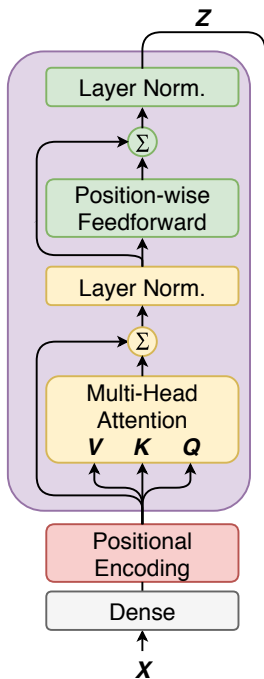 Z
Layer Norm.
Σ
Position-wise
Feedforward
Layer Norm.
Σ
Multi-Head
Attention
V K Q
Positional
Encoding
Dense
X